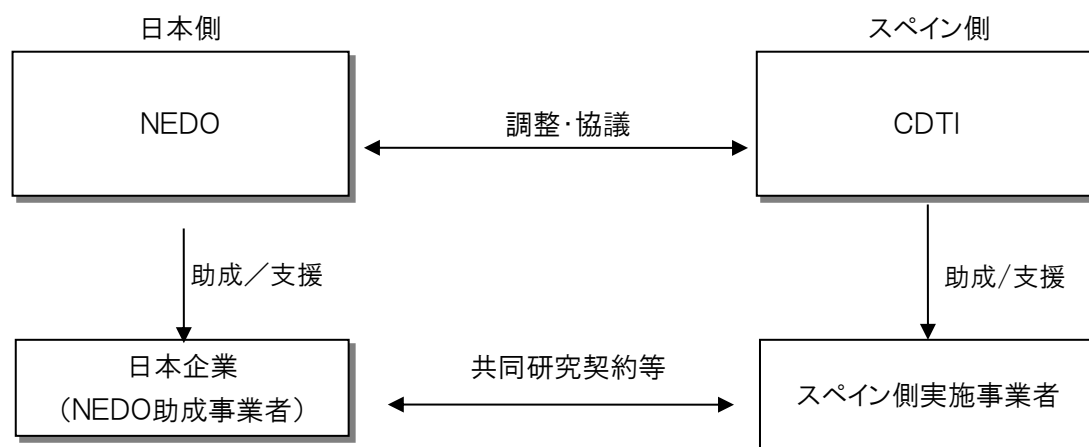 日本側
スペイン側
NEDO
調整・協議
CDTI
助成／支援
助成/支援
日本企業
（NEDO助成事業者）
共同研究契約等
スペイン側実施事業者